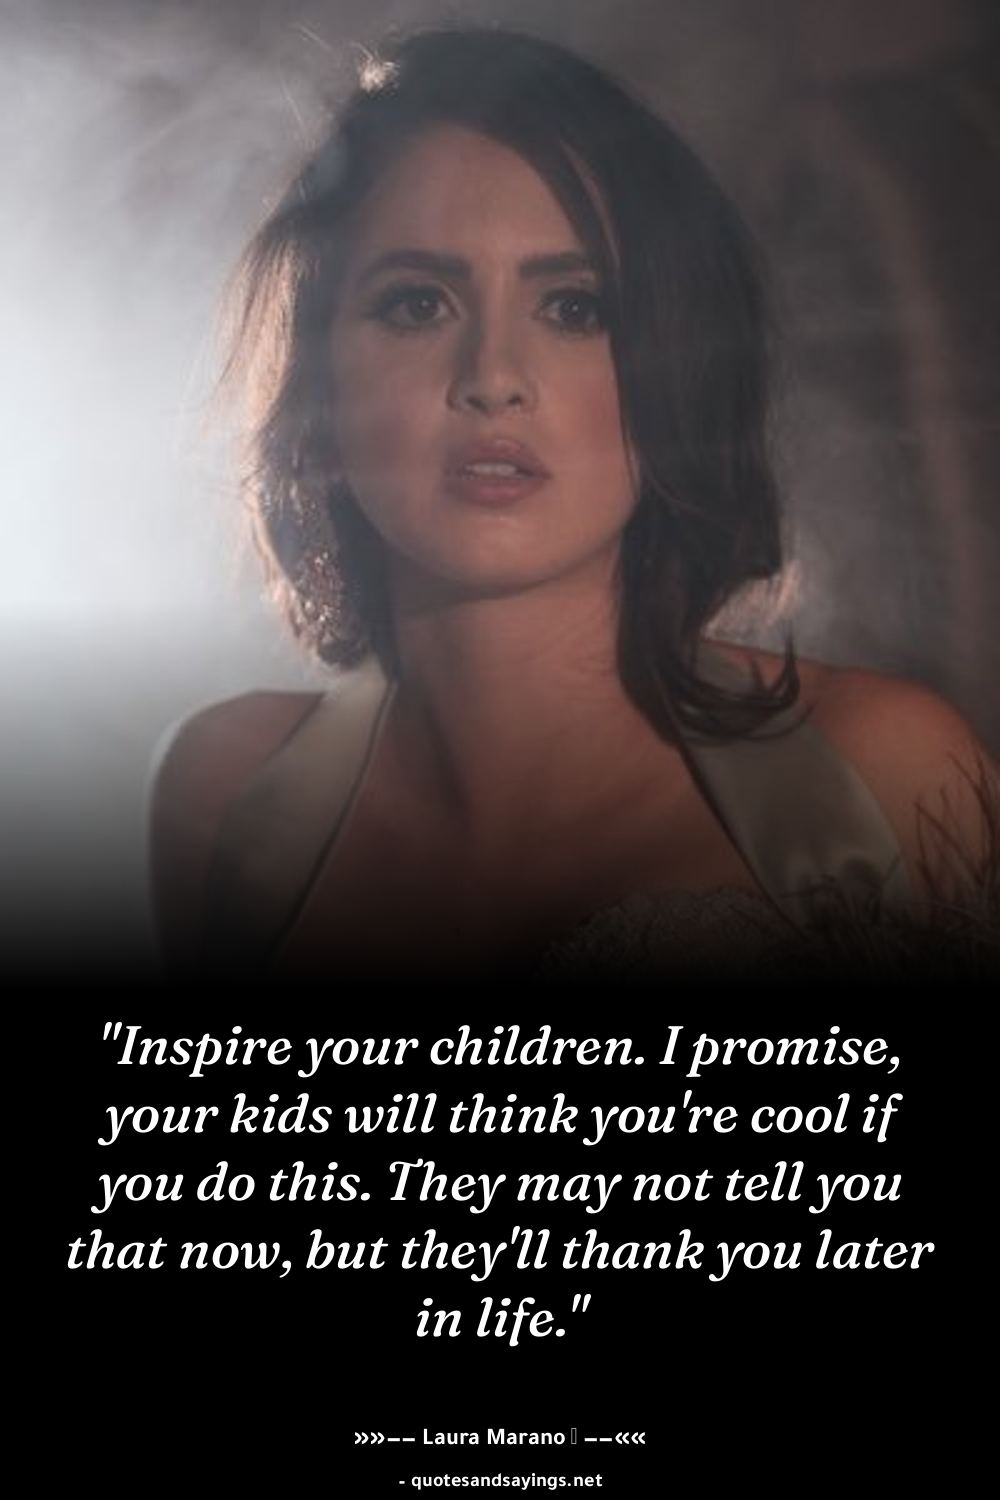 "Inspire your children. I promise,
your kids will think you're cool if
you do this. They may not tell you
that now, but they'll thank you later
in life."
»»−− Laura Marano ▯ −−««
- quotesandsayings.net